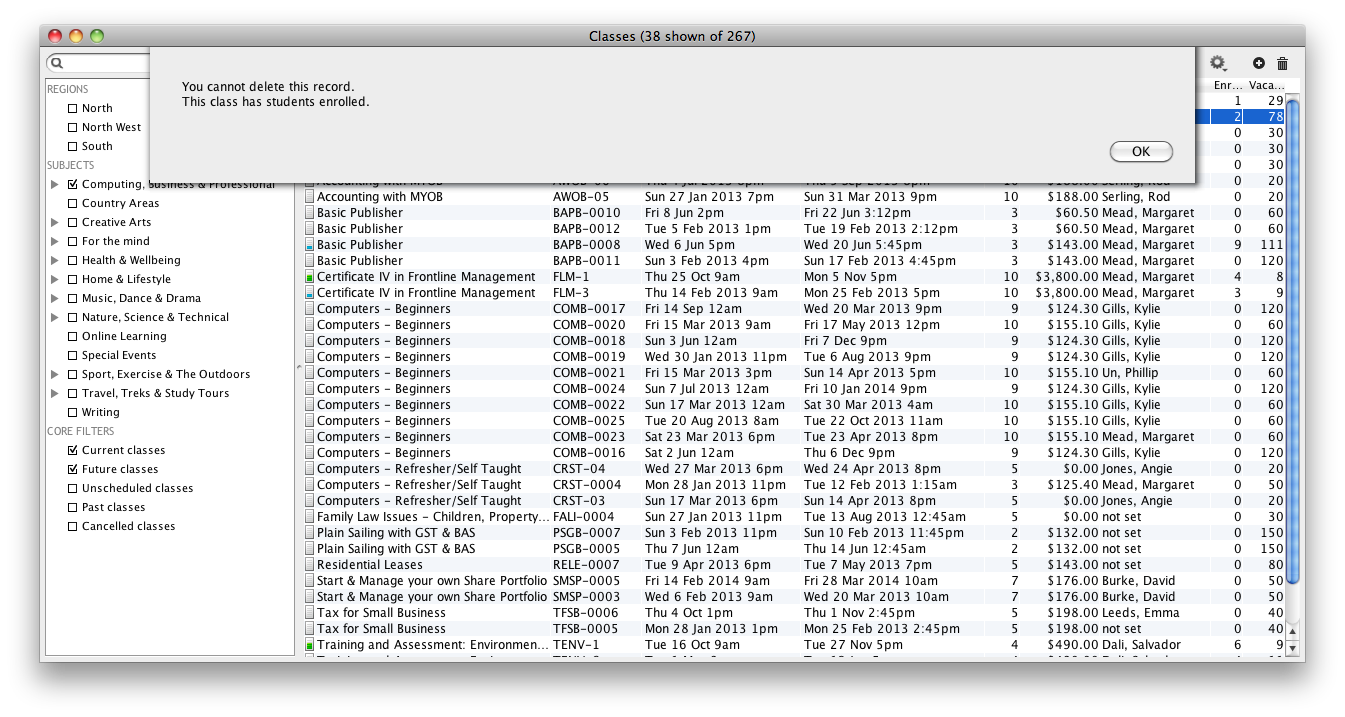 Classes (38 shown of 267)
You cannot delete this record.
This class has students enrolled.
OK
REGIONS
North
North West
South
SUBJECTS
Computing, Business & Professional
Country Areas
Creative Arts
For the mind
Health & Wellbeing
Home & Lifestyle
Music, Dance & Drama
Nature, Science & Technical
Online Learning
Special Events
Sport, Exercise & The Outdoors
Travel, Treks & Study Tours
Writing
CORE FILTERS
Current classes
Future classes
Unscheduled classes
Past classes
Cancelled classes
Enr... Vaca...
1 29
2 78
0 30
0 30
0 30
Accounting with MYOB 0 20
Accounting with MYOB AWOB-05 Sun 27 Jan 2013 7pm Sun 31 Mar 2013 9pm 10 $188.00 Serling, Rod 0 20
Basic Publisher BAPB-0010 Fri 8 Jun 2pm Fri 22 Jun 3:12pm 3 $60.50 Mead, Margaret 0 60
Basic Publisher BAPB-0012 Tue 5 Feb 2013 1pm Tue 19 Feb 2013 2:12pm 3 $60.50 Mead, Margaret 0 60
Basic Publisher BAPB-0008 Wed 6 Jun 5pm Wed 20 Jun 5:45pm 3 $143.00 Mead, Margaret 9 111
Basic Publisher BAPB-0011 Sun 3 Feb 2013 4pm Sun 17 Feb 2013 4:45pm 3 $143.00 Mead, Margaret 0 60
Certificate IV in Frontline Management FLM-1 Thu 25 Oct 9am Mon 5 Nov 5pm 10 $3,800.00 Mead, Margaret 4 8
Certificate IV in Frontline Management FLM-3 Thu 14 Feb 2013 9am Mon 25 Feb 2013 5pm 10 $3,800.00 Mead, Margaret 3 9
Computers - Beginners COMB-0017 Fri 14 Sep 12am Wed 20 Mar 2013 9pm 9 $124.30 Gills, Kylie 0 120
Computers - Beginners COMB-0020 Fri 15 Mar 2013 9am Fri 17 May 2013 12pm 10 $155.10 Gills, Kylie 0 60
Computers - Beginners COMB-0018 Sun 3 Jun 12am Fri 7 Dec 9pm 9 $124.30 Gills, Kylie 0 120
Computers - Beginners COMB-0019 Wed 30 Jan 2013 11pm Tue 6 Aug 2013 9pm 9 $124.30 Gills, Kylie 0 120
Computers - Beginners COMB-0021 Fri 15 Mar 2013 3pm Sun 14 Apr 2013 5pm 10 $155.10 Un, Phillip 0 60
Computers - Beginners COMB-0024 Sun 7 Jul 2013 12am Fri 10 Jan 2014 9pm 9 $124.30 Gills, Kylie 0 120
Computers - Beginners COMB-0022 Sun 17 Mar 2013 12am Sat 30 Mar 2013 4am 10 $155.10 Gills, Kylie 0 60
Computers - Beginners COMB-0025 Tue 20 Aug 2013 8am Tue 22 Oct 2013 11am 10 $155.10 Gills, Kylie 0 60
Computers - Beginners COMB-0023 Sat 23 Mar 2013 6pm Tue 23 Apr 2013 8pm 10 $155.10 Mead, Margaret 0 60
Computers - Beginners COMB-0016 Sat 2 Jun 12am Thu 6 Dec 9pm 9 $124.30 Gills, Kylie 0 120
Computers - Refresher/Self Taught CRST-04 Wed 27 Mar 2013 6pm Wed 24 Apr 2013 8pm 5 $0.00 Jones, Angie 0 20
Computers - Refresher/Self Taught CRST-0004 Mon 28 Jan 2013 11pm Tue 12 Feb 2013 1:15am 3 $125.40 Mead, Margaret 0 50
Computers - Refresher/Self Taught CRST-03 Sun 17 Mar 2013 6pm Sun 14 Apr 2013 8pm 5 $0.00 Jones, Angie 0 20
Family Law Issues - Children, Property... FALI-0004 Sun 27 Jan 2013 11pm Tue 13 Aug 2013 12:45am 5 $0.00 not set 0 30
Plain Sailing with GST & BAS PSGB-0007 Sun 3 Feb 2013 11pm Sun 10 Feb 2013 11:45pm 2 $132.00 not set 0 150
Plain Sailing with GST & BAS PSGB-0005 Thu 7 Jun 12am Thu 14 Jun 12:45am 2 $132.00 not set 0 150
Residential Leases RELE-0007 Tue 9 Apr 2013 6pm Tue 7 May 2013 7pm 5 $143.00 not set 0 80
Start & Manage your own Share Portfolio SMSP-0005 Fri 14 Feb 2014 9am Fri 28 Mar 2014 10am 7 $176.00 Burke, David 0 50
Start & Manage your own Share Portfolio SMSP-0003 Wed 6 Feb 2013 9am Wed 20 Mar 2013 10am 7 $176.00 Burke, David 0 50
Tax for Small Business TFSB-0006 Thu 4 Oct 1pm Thu 1 Nov 2:45pm 5 $198.00 Leeds, Emma 0 40
Tax for Small Business TFSB-0005 Mon 28 Jan 2013 1pm Mon 25 Feb 2013 2:45pm 5 $198.00 not set 0 40
Training and Assessment: Environmen... TENV-1 Tue 16 Oct 9am Tue 27 Nov 5pm 4 $490.00 Dali, Salvador 6 9